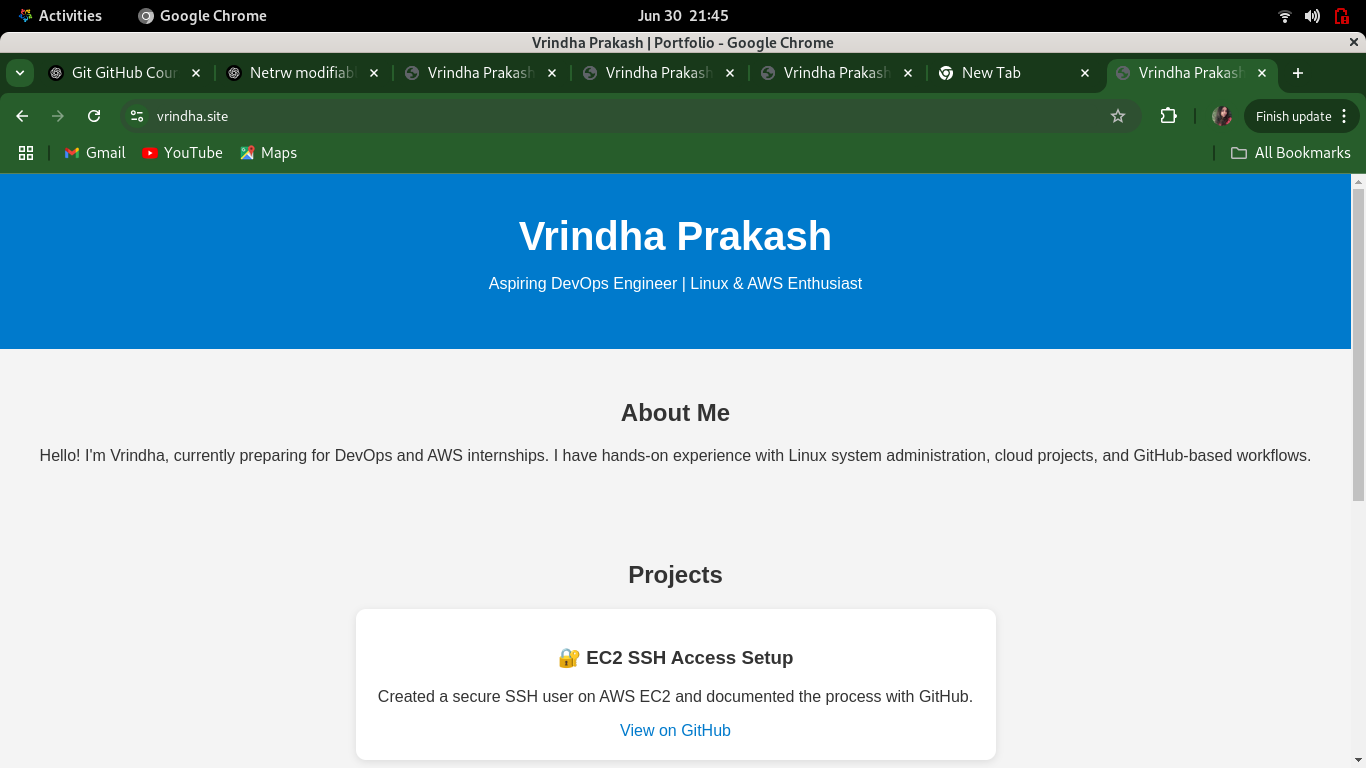 Activities Google Chrome Jun 30 21:45
Vrindha Prakash | Portfolio - Google Chrome
Git GitHub Cour Netrw modifiab Vrindha Prakash Vrindha Prakash Vrindha Prakash New Tab Vrindha Prakash
vrindha.site Finish update
Gmail YouTube Maps All Bookmarks
Vrindha Prakash
Aspiring DevOps Engineer | Linux & AWS Enthusiast
About Me
Hello! I'm Vrindha, currently preparing for DevOps and AWS internships. I have hands-on experience with Linux system administration, cloud projects, and GitHub-based workflows.
Projects
🔐 EC2 SSH Access Setup
Created a secure SSH user on AWS EC2 and documented the process with GitHub.
View on GitHub